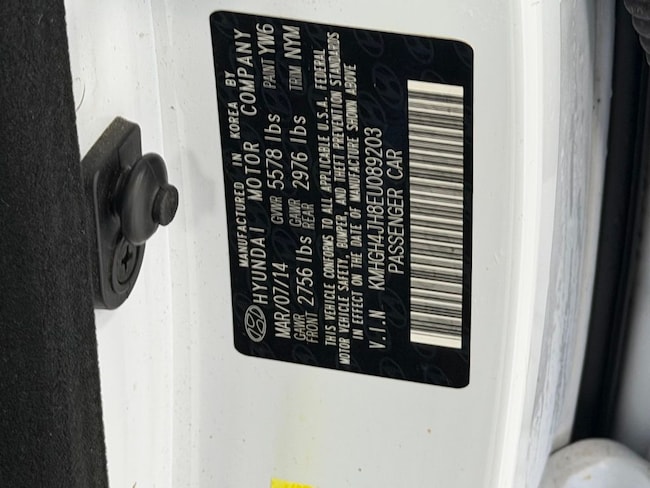 MANUFACTURED IN KOREA BY
HYUNDAI MOTOR COMPANY
MAR/07/14 GVWR 5578 lbs PAINT YW6
GAWR FRONT 2756 lbs GAWR REAR 2976 lbs TRIM NYM
THIS VEHICLE CONFORMS TO ALL APPLICABLE U.S.A. FEDERAL
MOTOR VEHICLE SAFETY, BUMPER, AND THEFT PREVENTION STANDARDS
IN EFFECT ON THE DATE OF MANUFACTURE SHOWN ABOVE
V.I.N KMHGH4JH8EU089203
PASSENGER CAR